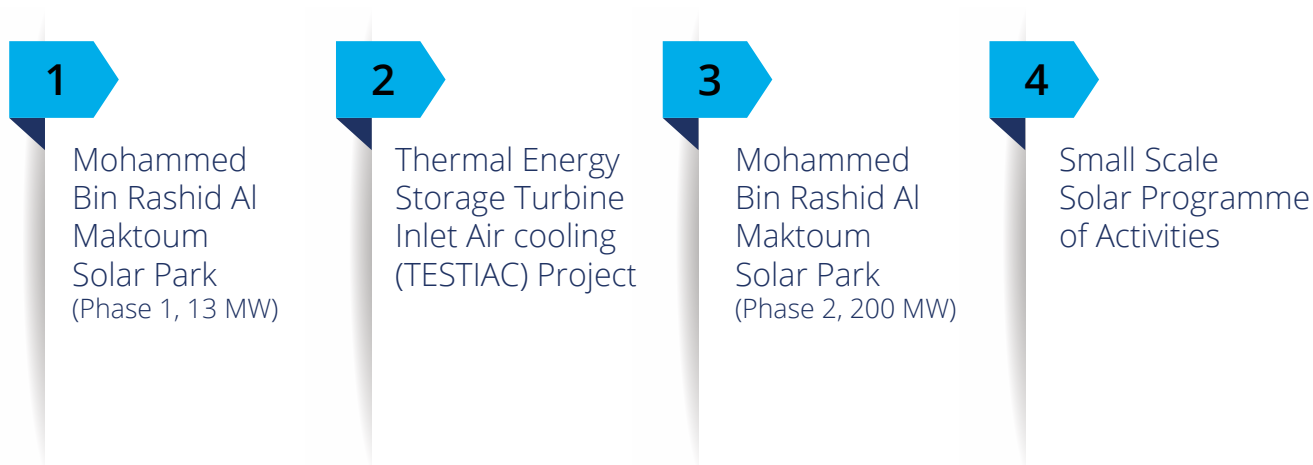 1
Mohammed
Bin Rashid Al
Maktoum
Solar Park
(Phase 1, 13 MW)
2
Thermal Energy
Storage Turbine
Inlet Air cooling
(TESTIAC) Project
3
Mohammed
Bin Rashid Al
Maktoum
Solar Park
(Phase 2, 200 MW)
4
Small Scale
Solar Programme
of Activities